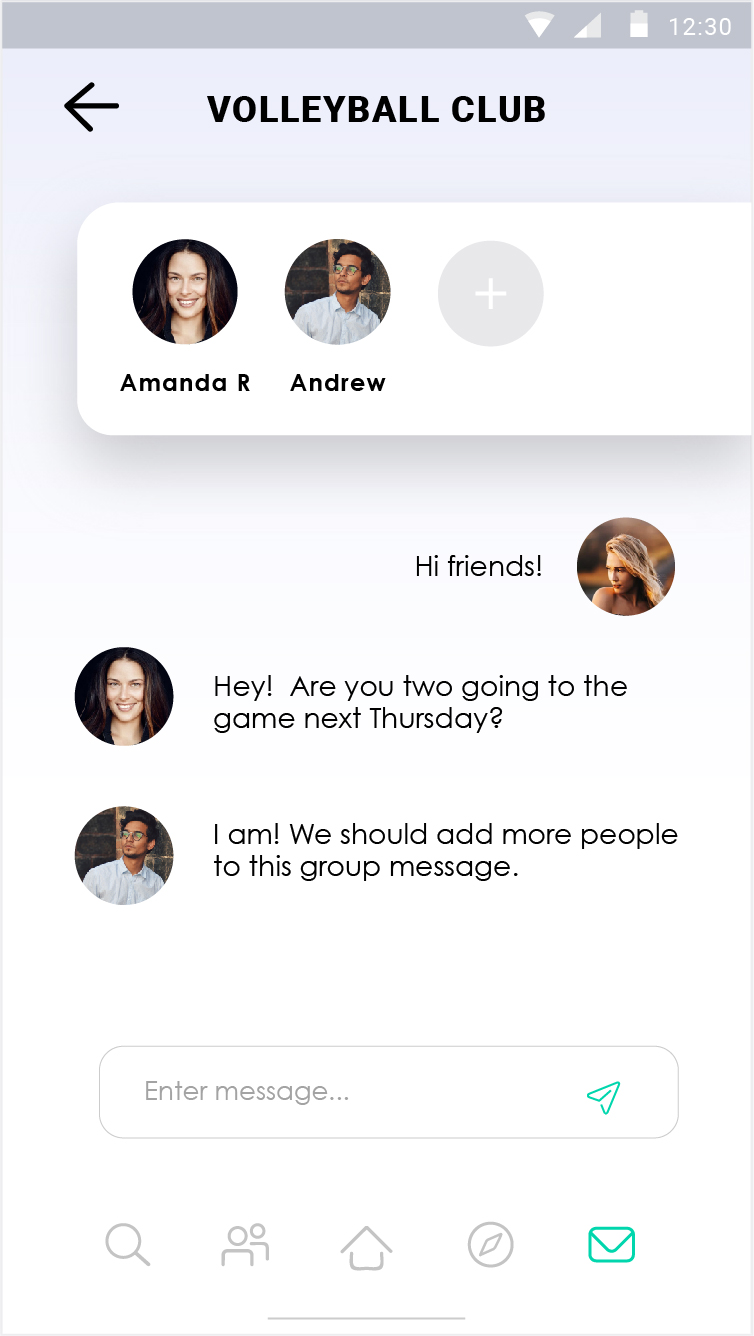 12:30
VOLLEYBALL CLUB
Amanda R
Andrew
Hi friends!
Hey!  Are you two going to the
game next Thursday?
I am! We should add more people
to this group message.
Enter message...